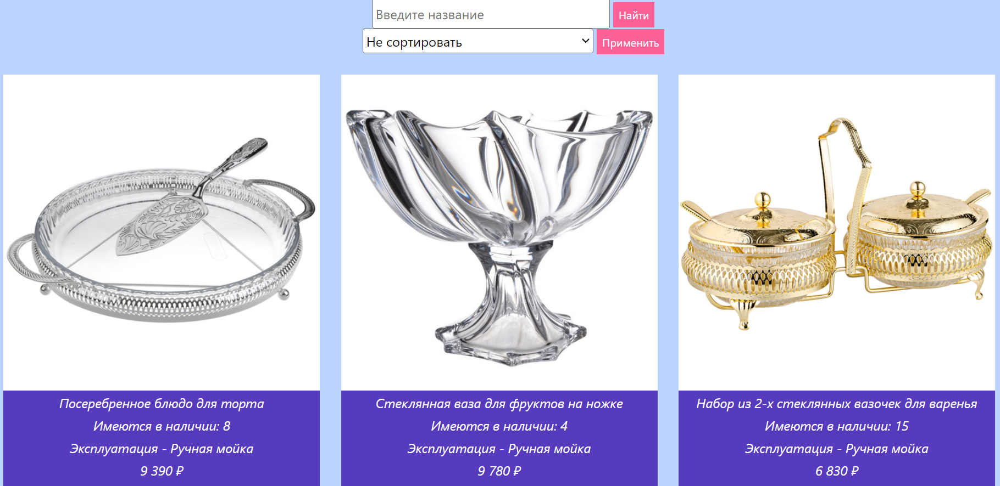 Введите название
Найти
Не сортировать
Применить
Посеребренное блюдо для торта
Имеются в наличии: 8
Эксплуатация - Ручная мойка
9 390 ₽
Стеклянная ваза для фруктов на ножке
Имеются в наличии: 4
Эксплуатация - Ручная мойка
9 780 ₽
Набор из 2-х стеклянных вазочек для варенья
Имеются в наличии: 15
Эксплуатация - Ручная мойка
6 830 ₽